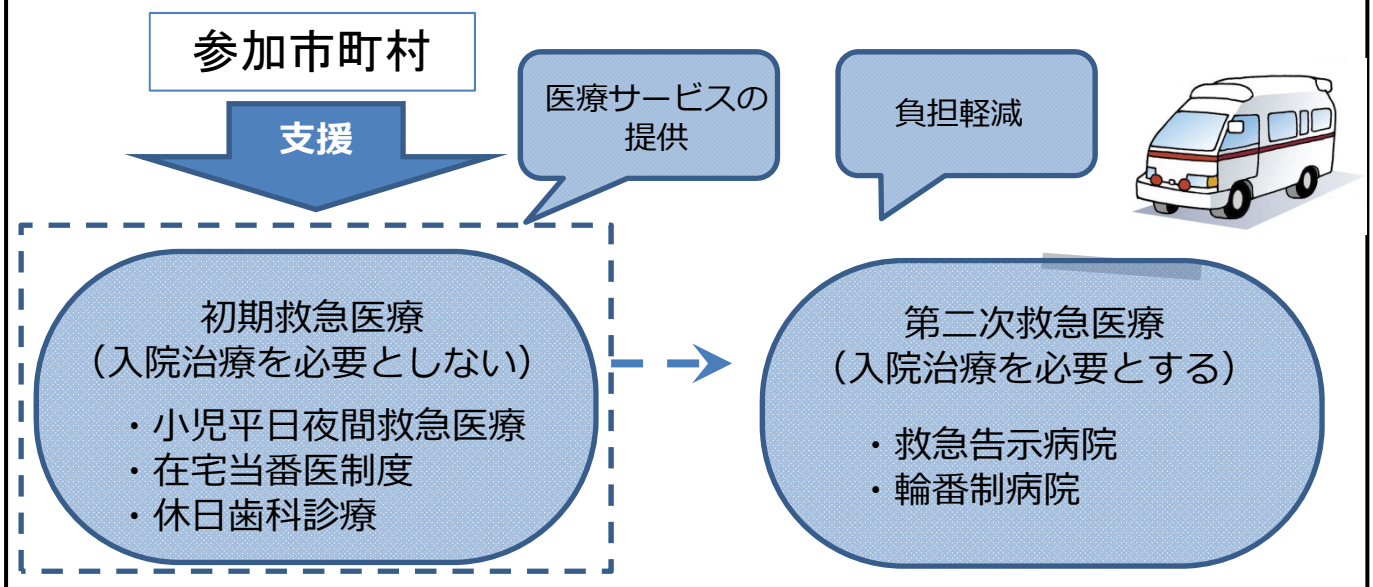 参加市町村
支援
医療サービスの
提供
負担軽減
初期救急医療
（入院治療を必要としない）
・小児平日夜間救急医療
・在宅当番医制度
・休日歯科診療
第二次救急医療
（入院治療を必要とする）
・救急告示病院
・輪番制病院